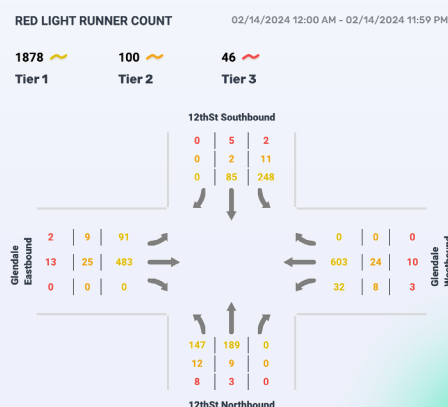 RED LIGHT RUNNER COUNT 02/14/2024 12:00 AM - 02/14/2024 11:59 PM
1878 100 46
Tier 1 Tier 2 Tier 3
12thSt Southbound
0 5 2
0 2 11
0 85 248
Glendale
Eastbound
2 9 91
13 25 483
0 0 0
0 0 0
603 24 10
32 8 3
Glendale
147 189 0
12 9 0
8 3 0
12thSt Northbound